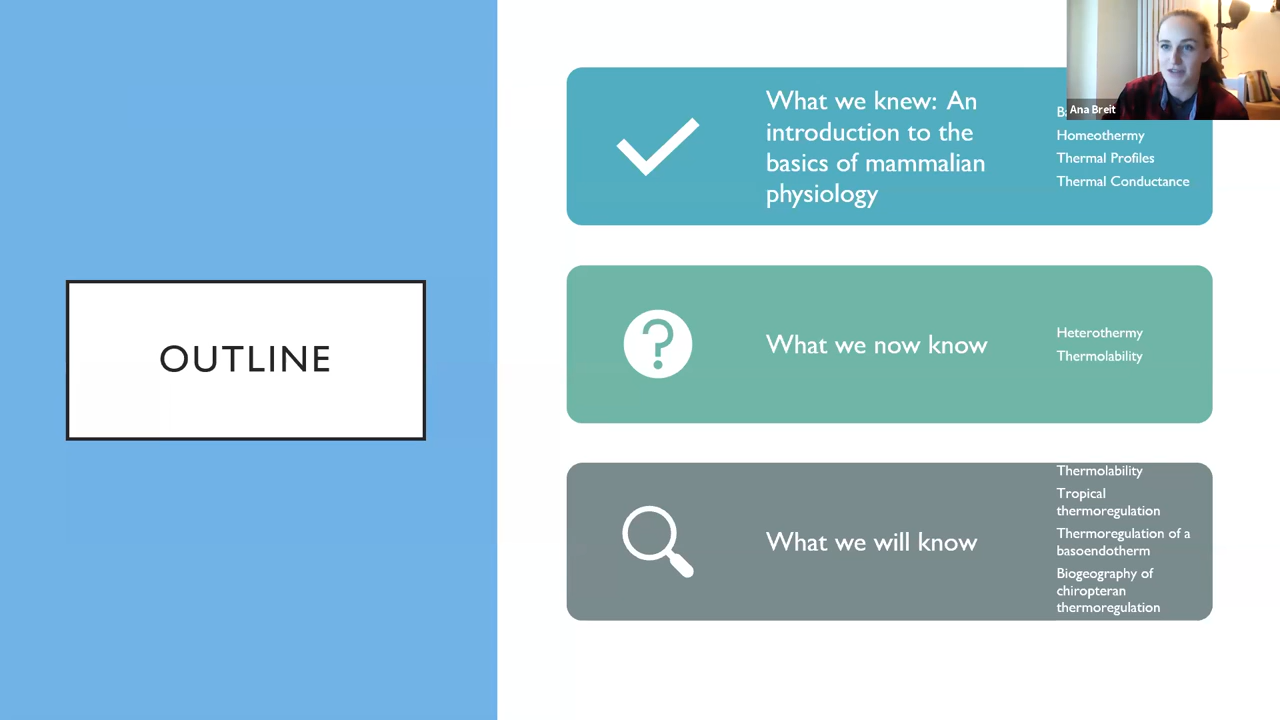 OUTLINE
What we knew: An
introduction to the
basics of mammalian
physiology
Homeothermy
Thermal Profiles
Thermal Conductance
What we now know
Heterothermy
Thermolability
What we will know
Thermolability
Tropical
thermoregulation
Thermoregulation of a
basoendotherm
Biogeography of
chiropteran
thermoregulation
Ana Breit